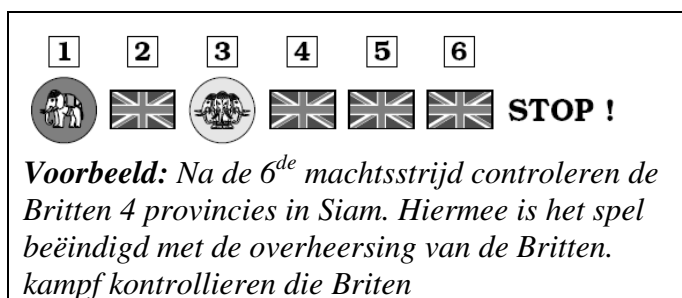 1 2 3 4 5 6
STOP !
Voorbeeld: Na de 6de machtsstrijd controleren de
Britten 4 provincies in Siam. Hiermee is het spel
beëindigd met de overheersing van de Britten.
kampf kontrollieren die Briten